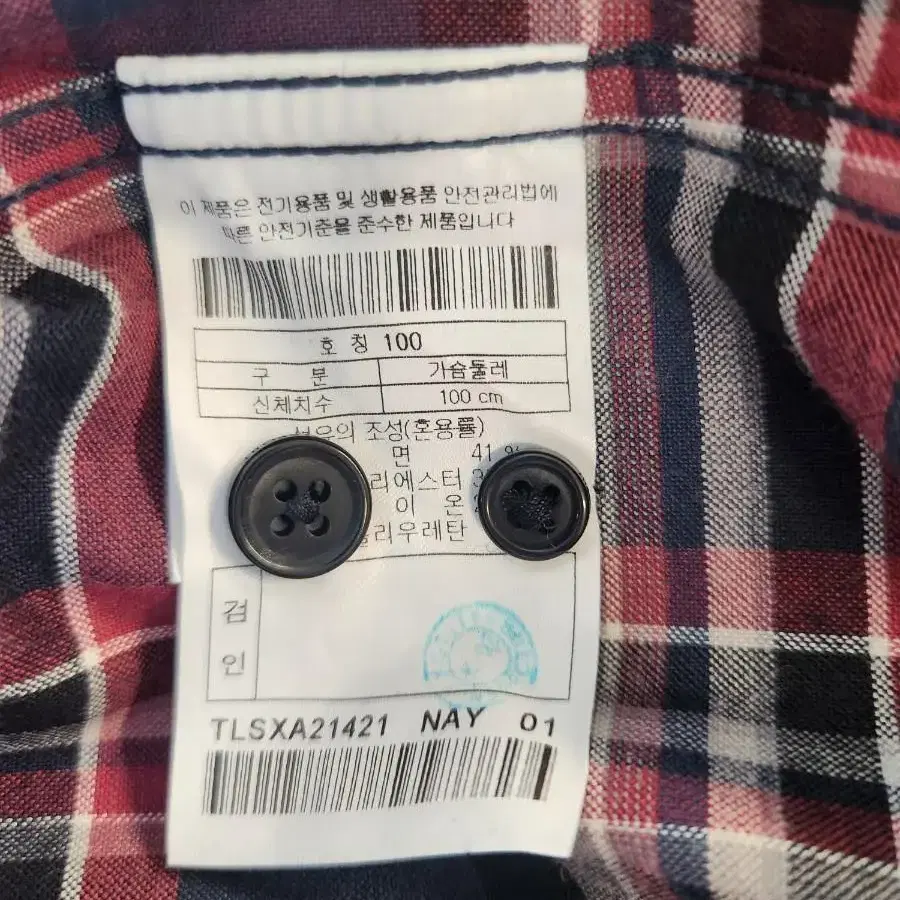 이 제품은 전기용품 및 생활용품 안전관리법에
따른 안전기준을 준수한 제품입니다
호 칭 100
구 분 가슴둘레
신체치수 100 cm
섬유의 조성(혼용률)
면 41 %
리에스터 3
이 온
리우레탄
검
인
TLSXA21421 NAY 01